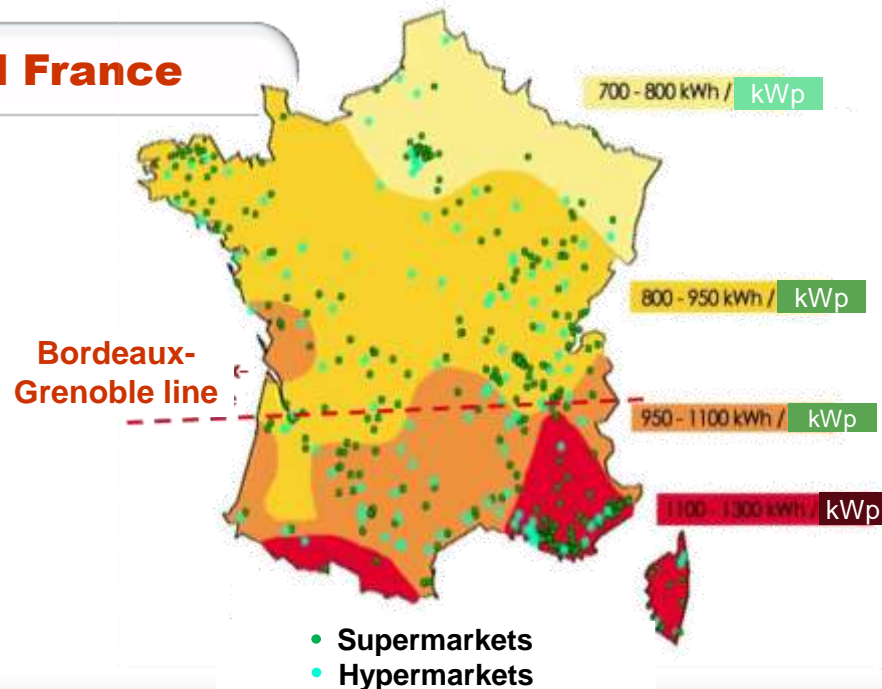 France
700 - 800 kWh / kWp
800 - 950 kWh / kWp
Bordeaux-
Grenoble line
950 - 1100 kWh / kWp
1100 - 1300 kWh / kWp
Supermarkets
Hypermarkets